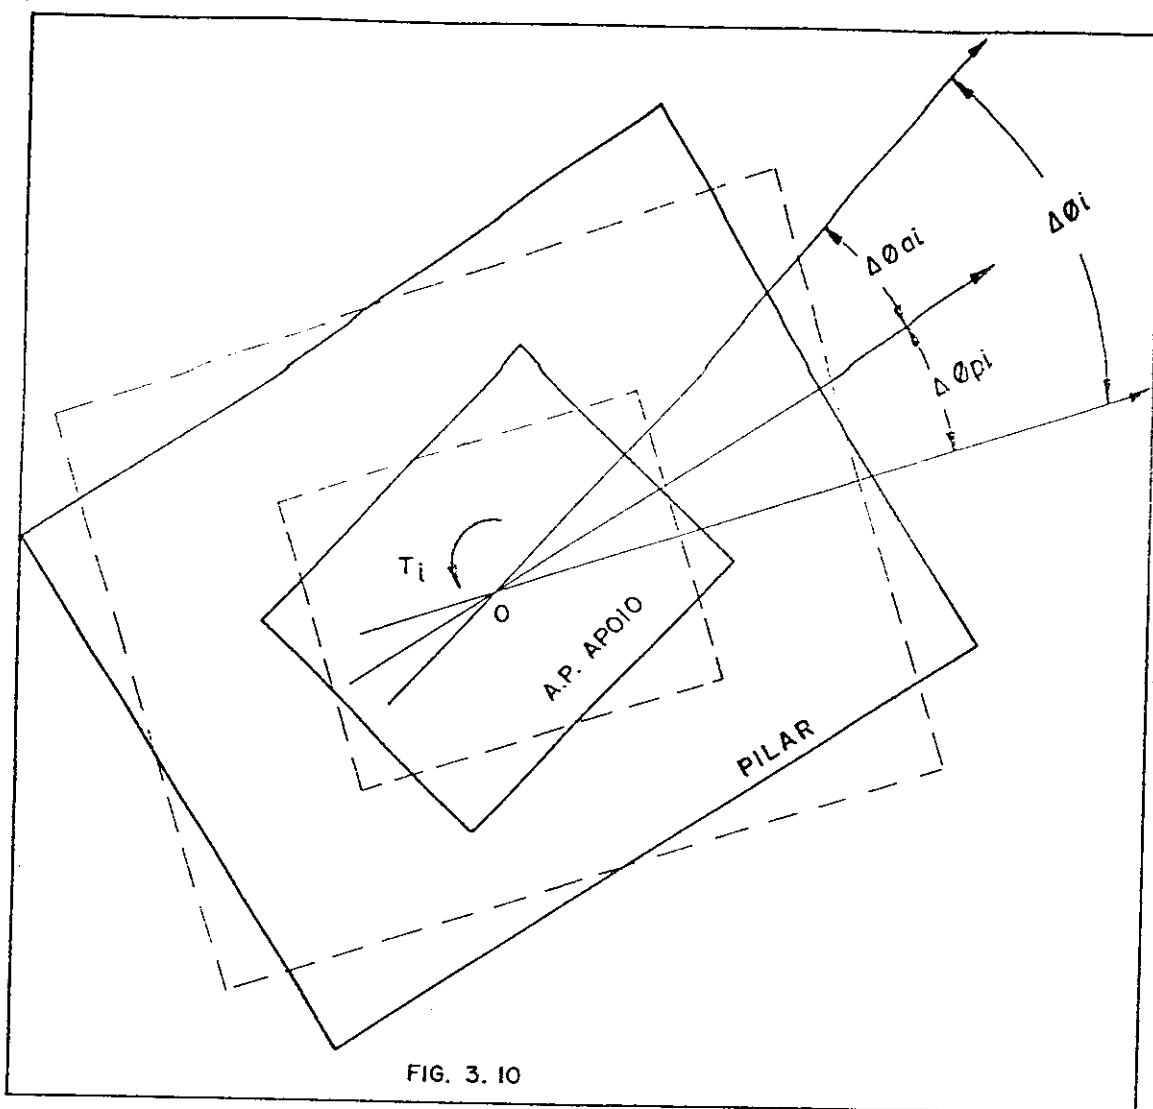 ΔØi
ΔØai
ΔØpi
Ti
O
A.P. APOIO
PILAR
FIG. 3.10